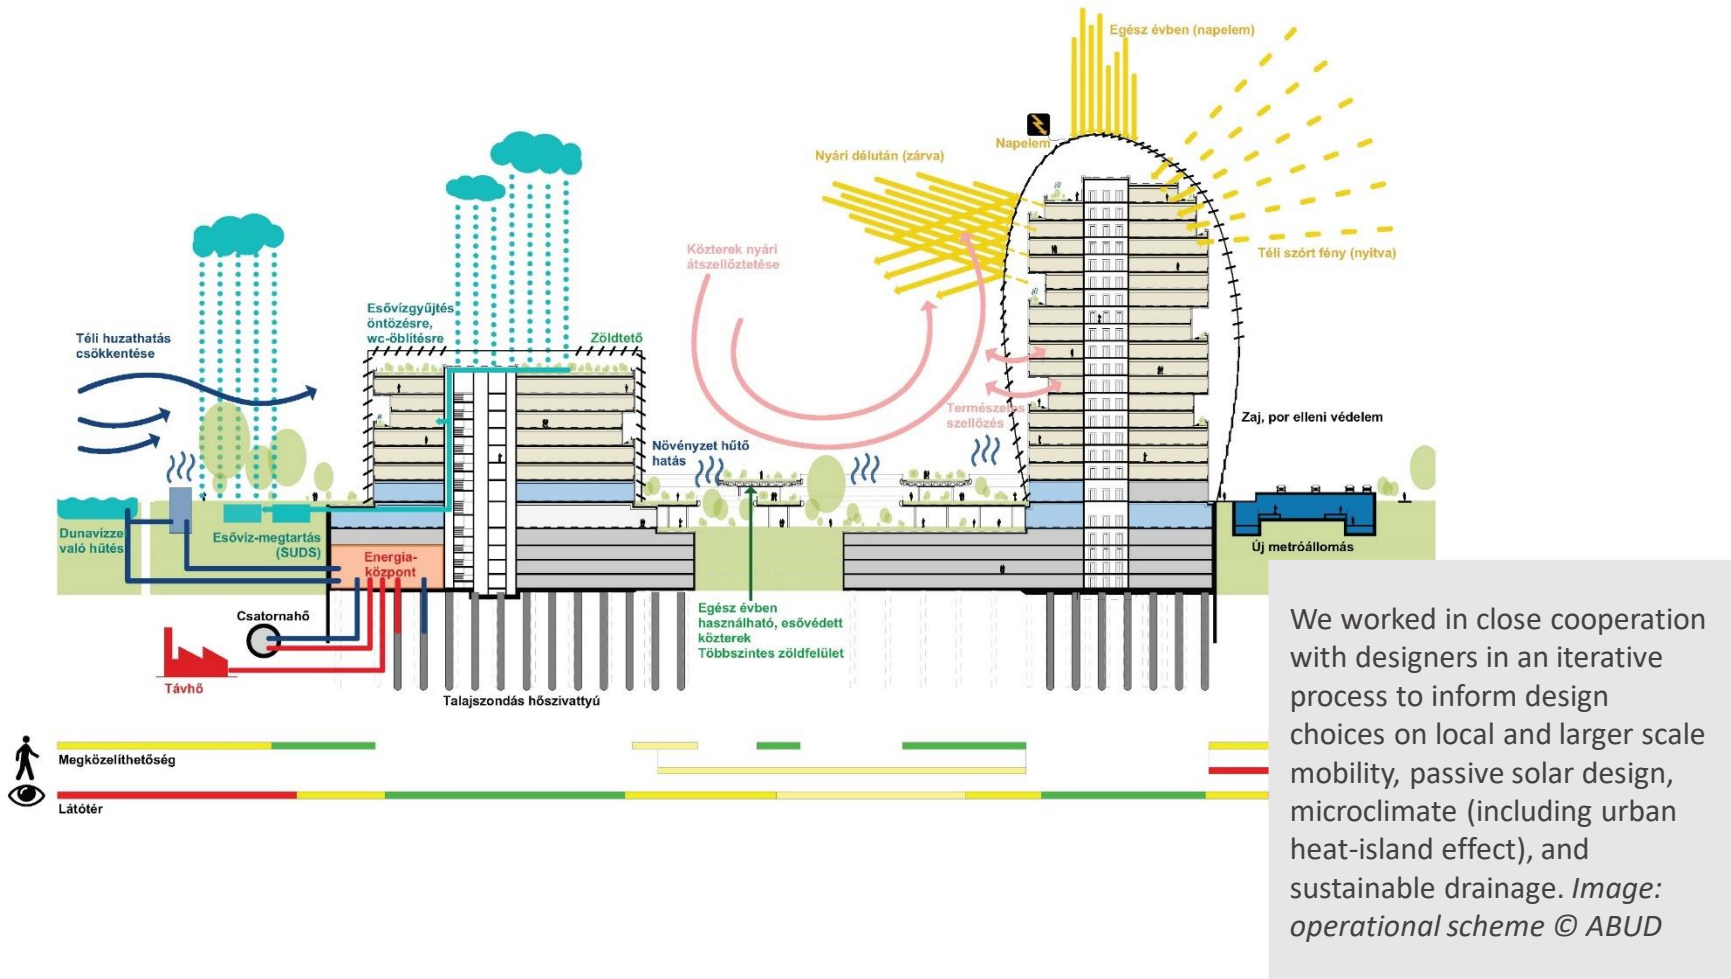 Egész évben (napelem)
Napelem
Nyári délután (zárva)
Téli szórt fény (nyitva)
Közterek nyári
átszellőztetése
Esővízgyűjtés
öntözésre,
wc-öblítésre
Zöldtető
Téli huzathatás
csökkentése
Természetes
szellőzés
Zaj, por elleni védelem
Növényzet hűtő
hatás
Dunavízze
való hűtés
Esővíz-megtartás
(SUDS)
Energia-
központ
Új metróállomás
Csatornahő
Egész évben
használható, esővédett
közterek
Többszintes zöldfelület
Távhő
Talajszondás hőszivattyú
Megközelíthetőség
Látótér
We worked in close cooperation
with designers in an iterative
process to inform design
choices on local and larger scale
mobility, passive solar design,
microclimate (including urban
heat-island effect), and
sustainable drainage. Image:
operational scheme © ABUD